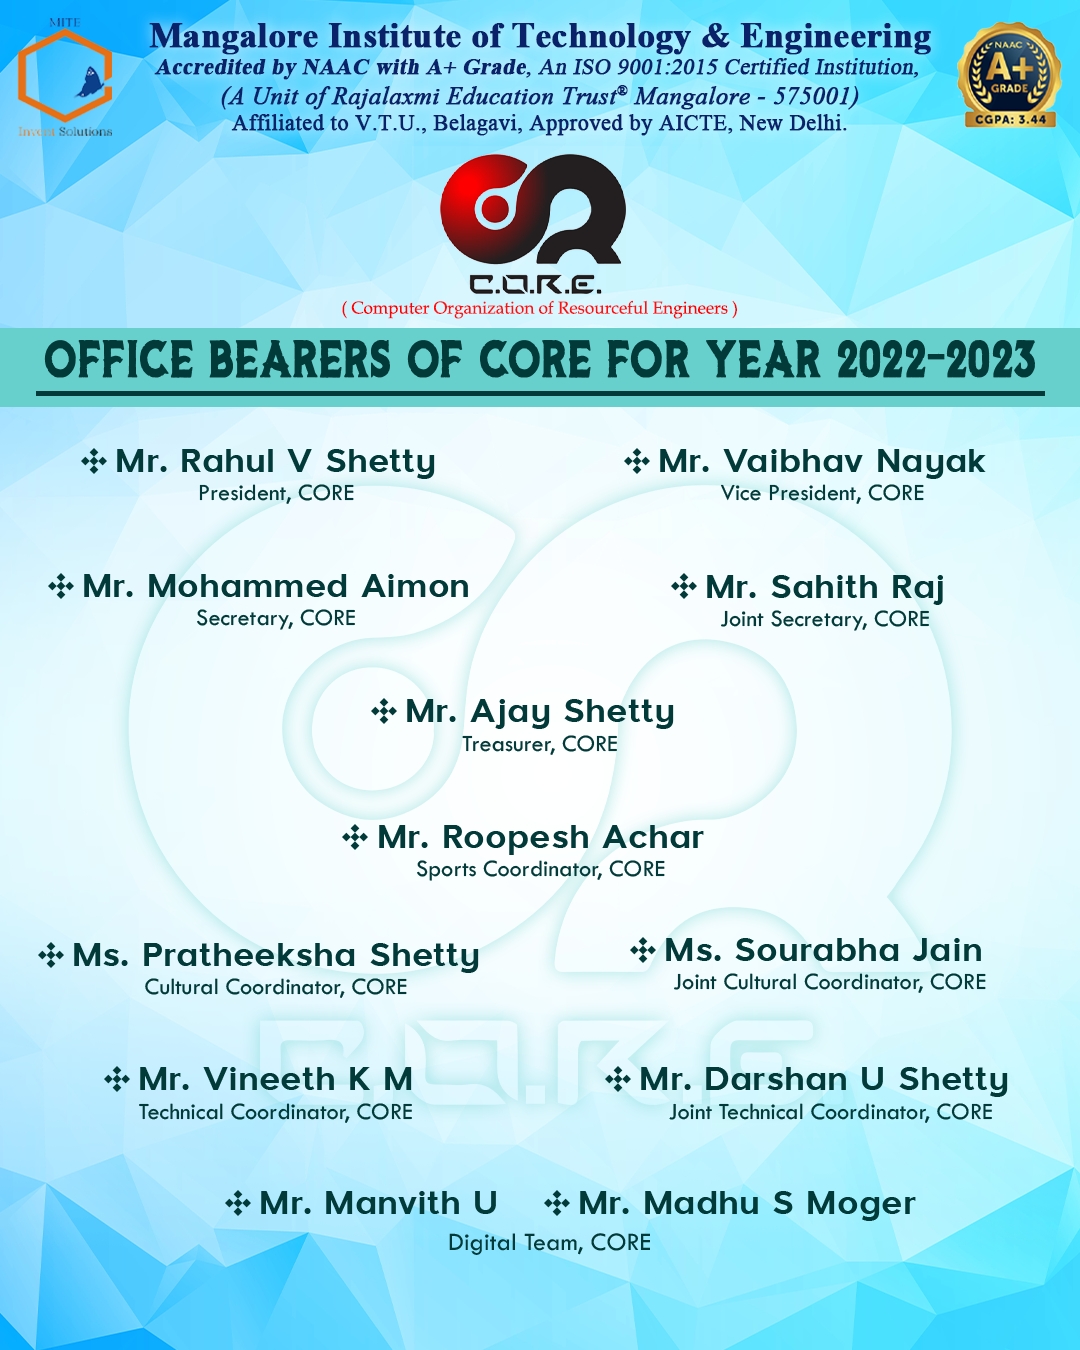 MITE
Invent Solutions
Mangalore Institute of Technology & Engineering
Accredited by NAAC with A+ Grade, An ISO 9001:2015 Certified Institution,
(A Unit of Rajalaxmi Education Trust® Mangalore - 575001)
Affiliated to V.T.U., Belagavi, Approved by AICTE, New Delhi.
NAAC
A+
GRADE
CGPA: 3.44
C.O.R.E.
( Computer Organization of Resourceful Engineers )
OFFICE BEARERS OF CORE FOR YEAR 2022-2023
Mr. Rahul V Shetty
President, CORE
Mr. Vaibhav Nayak
Vice President, CORE
Mr. Mohammed Aimon
Secretary, CORE
Mr. Sahith Raj
Joint Secretary, CORE
Mr. Ajay Shetty
Treasurer, CORE
Mr. Roopesh Achar
Sports Coordinator, CORE
Ms. Pratheeksha Shetty
Cultural Coordinator, CORE
Ms. Sourabha Jain
Joint Cultural Coordinator, CORE
C.O.R.E
Mr. Vineeth K M
Technical Coordinator, CORE
Mr. Darshan U Shetty
Joint Technical Coordinator, CORE
Mr. Manvith U Mr. Madhu S Moger
Digital Team, CORE